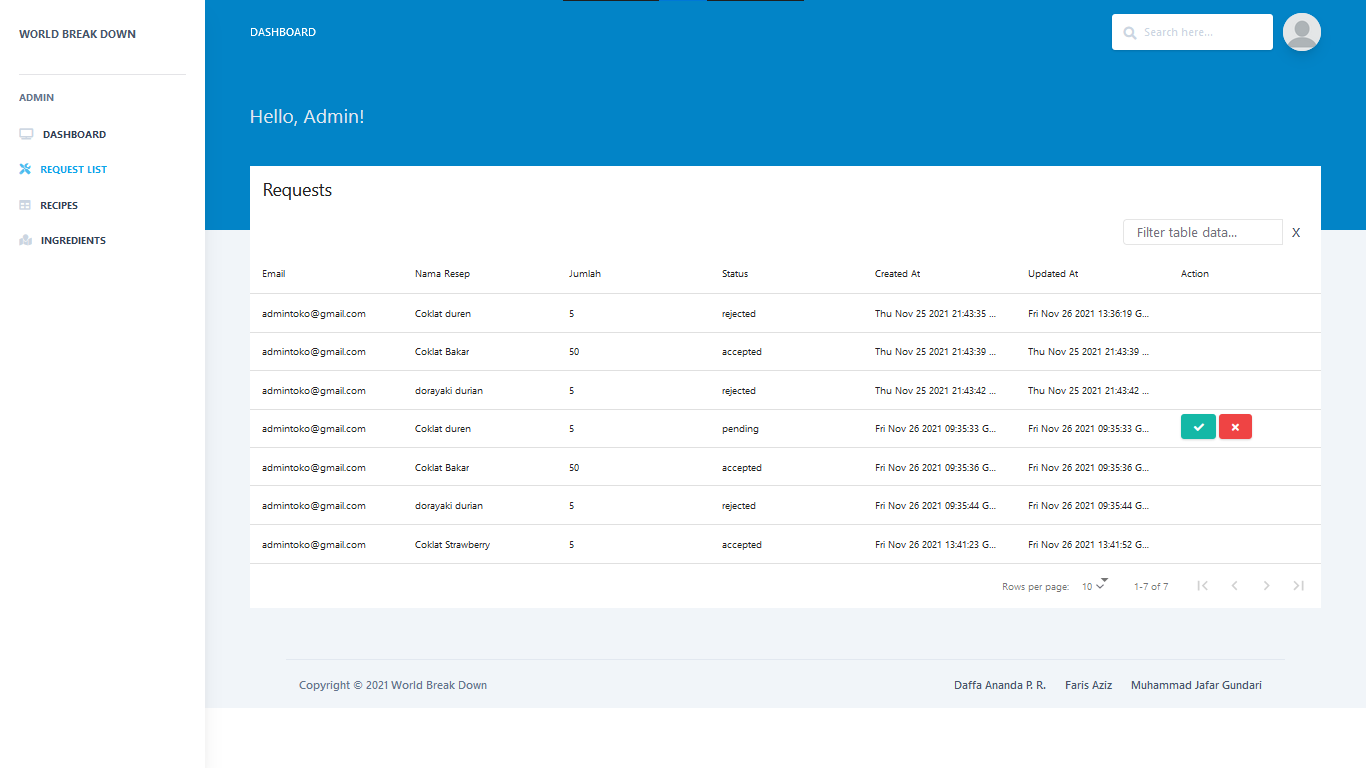 WORLD BREAK DOWN
ADMIN
DASHBOARD
REQUEST LIST
RECIPES
INGREDIENTS
DASHBOARD
Search here...
Hello, Admin!
Requests
Filter table data... X
Email Nama Resep Jumlah Status Created At Updated At Action
admintoko@gmail.com Coklat duren 5 rejected Thu Nov 25 2021 21:43:35 ... Fri Nov 26 2021 13:36:19 G...
admintoko@gmail.com Coklat Bakar 50 accepted Thu Nov 25 2021 21:43:39 ... Thu Nov 25 2021 21:43:39 ...
admintoko@gmail.com dorayaki durian 5 rejected Thu Nov 25 2021 21:43:42 ... Thu Nov 25 2021 21:43:42 ...
admintoko@gmail.com Coklat duren 5 pending Fri Nov 26 2021 09:35:33 G... Fri Nov 26 2021 09:35:33 G...
admintoko@gmail.com Coklat Bakar 50 accepted Fri Nov 26 2021 09:35:36 G... Fri Nov 26 2021 09:35:36 G...
admintoko@gmail.com dorayaki durian 5 rejected Fri Nov 26 2021 09:35:44 G... Fri Nov 26 2021 09:35:44 G...
admintoko@gmail.com Coklat Strawberry 5 accepted Fri Nov 26 2021 13:41:23 G... Fri Nov 26 2021 13:41:52 G...
Rows per page: 10 1-7 of 7
Copyright © 2021 World Break Down Daffa Ananda P. R. Faris Aziz Muhammad Jafar Gundari